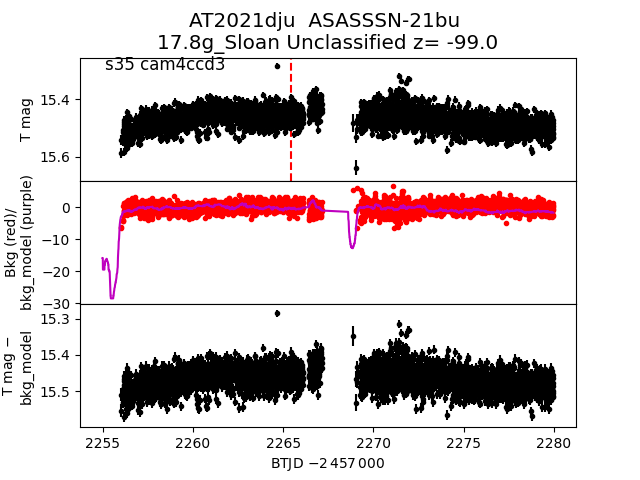 AT2021dju  ASASSSN-21bu
17.8g_Sloan Unclassified z= -99.0
s35 cam4ccd3
T mag
15.4
15.6
Bkg (red)/
bkg_model (purple)
0
−10
−20
−30
T mag −
bkg_model
15.3
15.4
15.5
2255
2260
2265
2270
2275
2280
BTJD −2 457 000